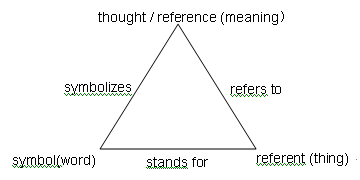 thought / reference (meaning)
symbolizes
refers to
symbol(word)
stands for
referent (thing)